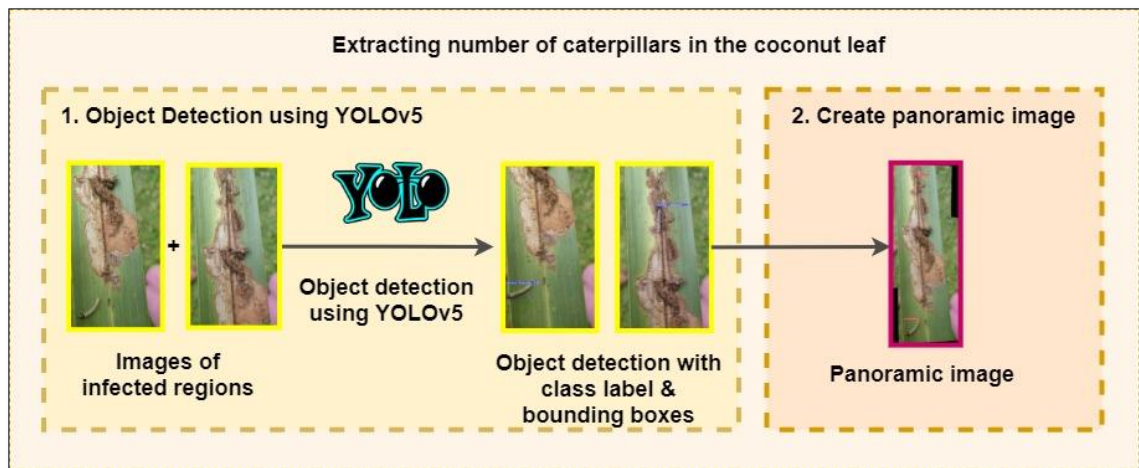 Extracting number of caterpillars in the coconut leaf
1. Object Detection using YOLOv5
2. Create panoramic image
YOLO
+
Object detection
using YOLOv5
Images of
infected regions
Object detection with
class label &
bounding boxes
Panoramic image